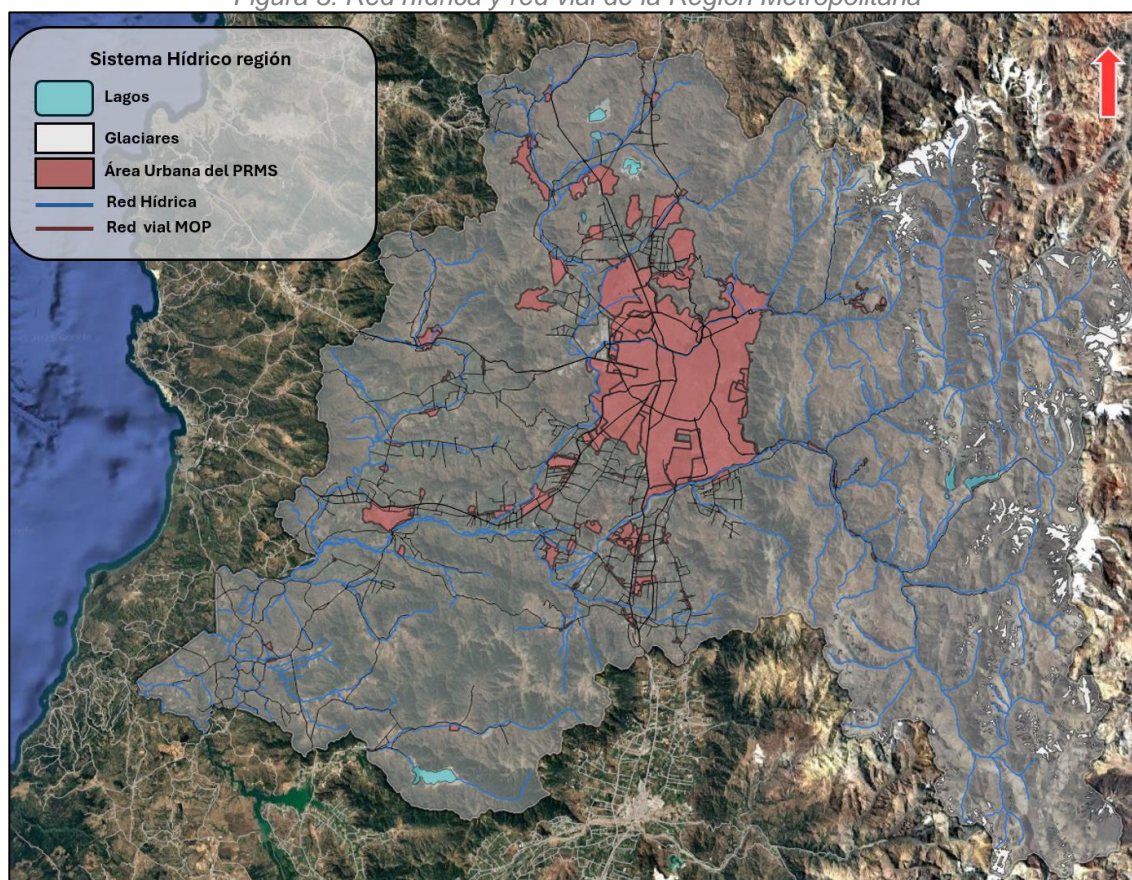 Figura 3. Red hídrica y red vial de la Región Metropolitana
Sistema Hídrico región
Lagos
Glaciares
Área Urbana del PRMS
Red Hídrica
Red vial MOP